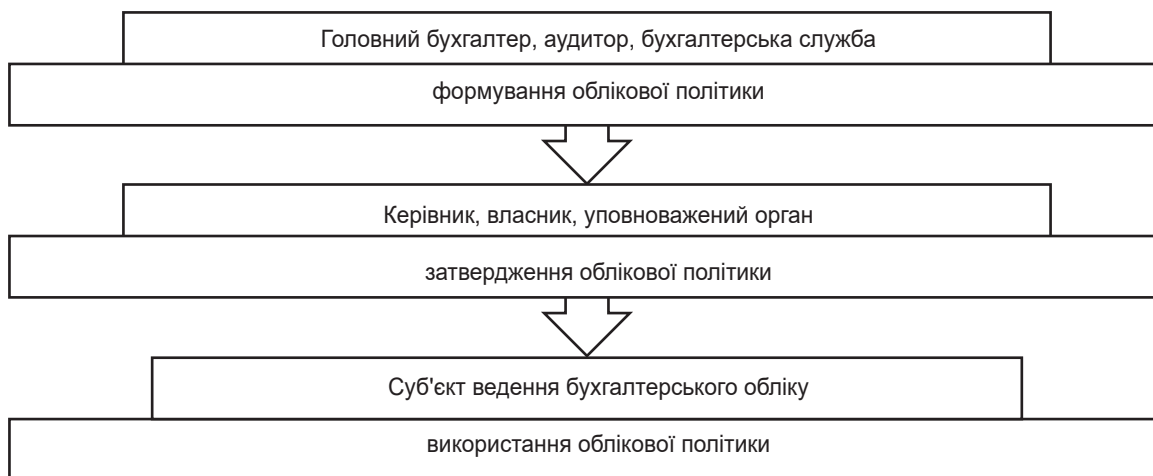 Головний бухгалтер, аудитор, бухгалтерська служба
формування облікової політики
Керівник, власник, уповноважений орган
затвердження облікової політики
Суб'єкт ведення бухгалтерського обліку
використання облікової політики